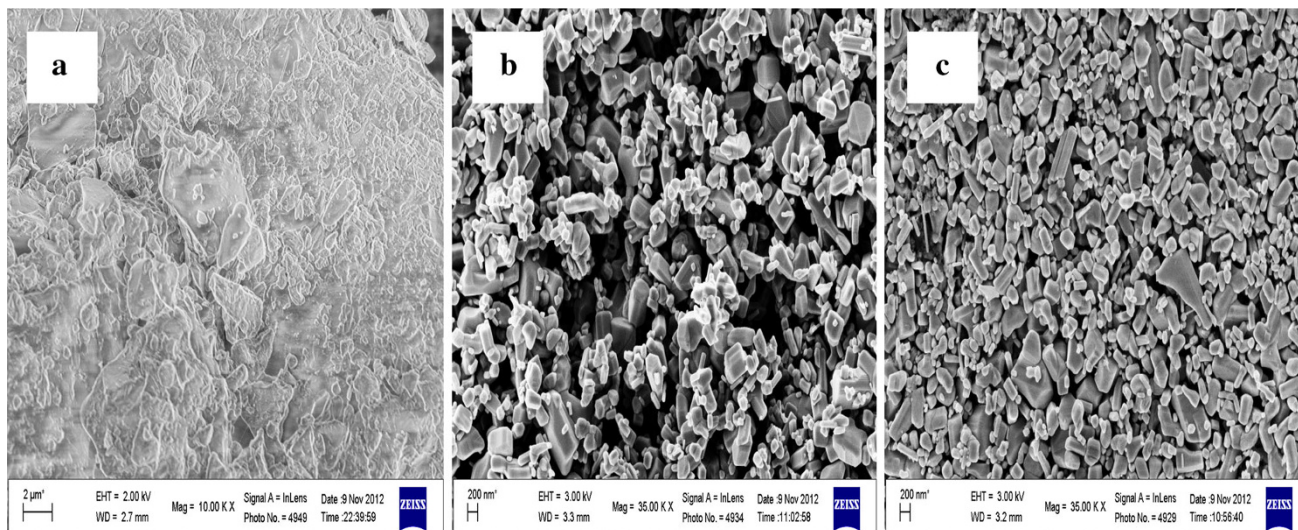 a
b
c
2 µm*
EHT = 2.00 kV
WD = 2.7 mm
Mag = 10.00 K X
Signal A = InLens
Photo No. = 4949
Date :9 Nov 2012
Time :22:39:59
ZEISS
200 nm*
EHT = 3.00 kV
WD = 3.3 mm
Mag = 35.00 K X
Signal A = InLens
Photo No. = 4934
Date :9 Nov 2012
Time :11:02:58
ZEISS
200 nm*
EHT = 3.00 kV
WD = 3.2 mm
Mag = 35.00 K X
Signal A = InLens
Photo No. = 4929
Date :9 Nov 2012
Time :10:56:40
ZEISS